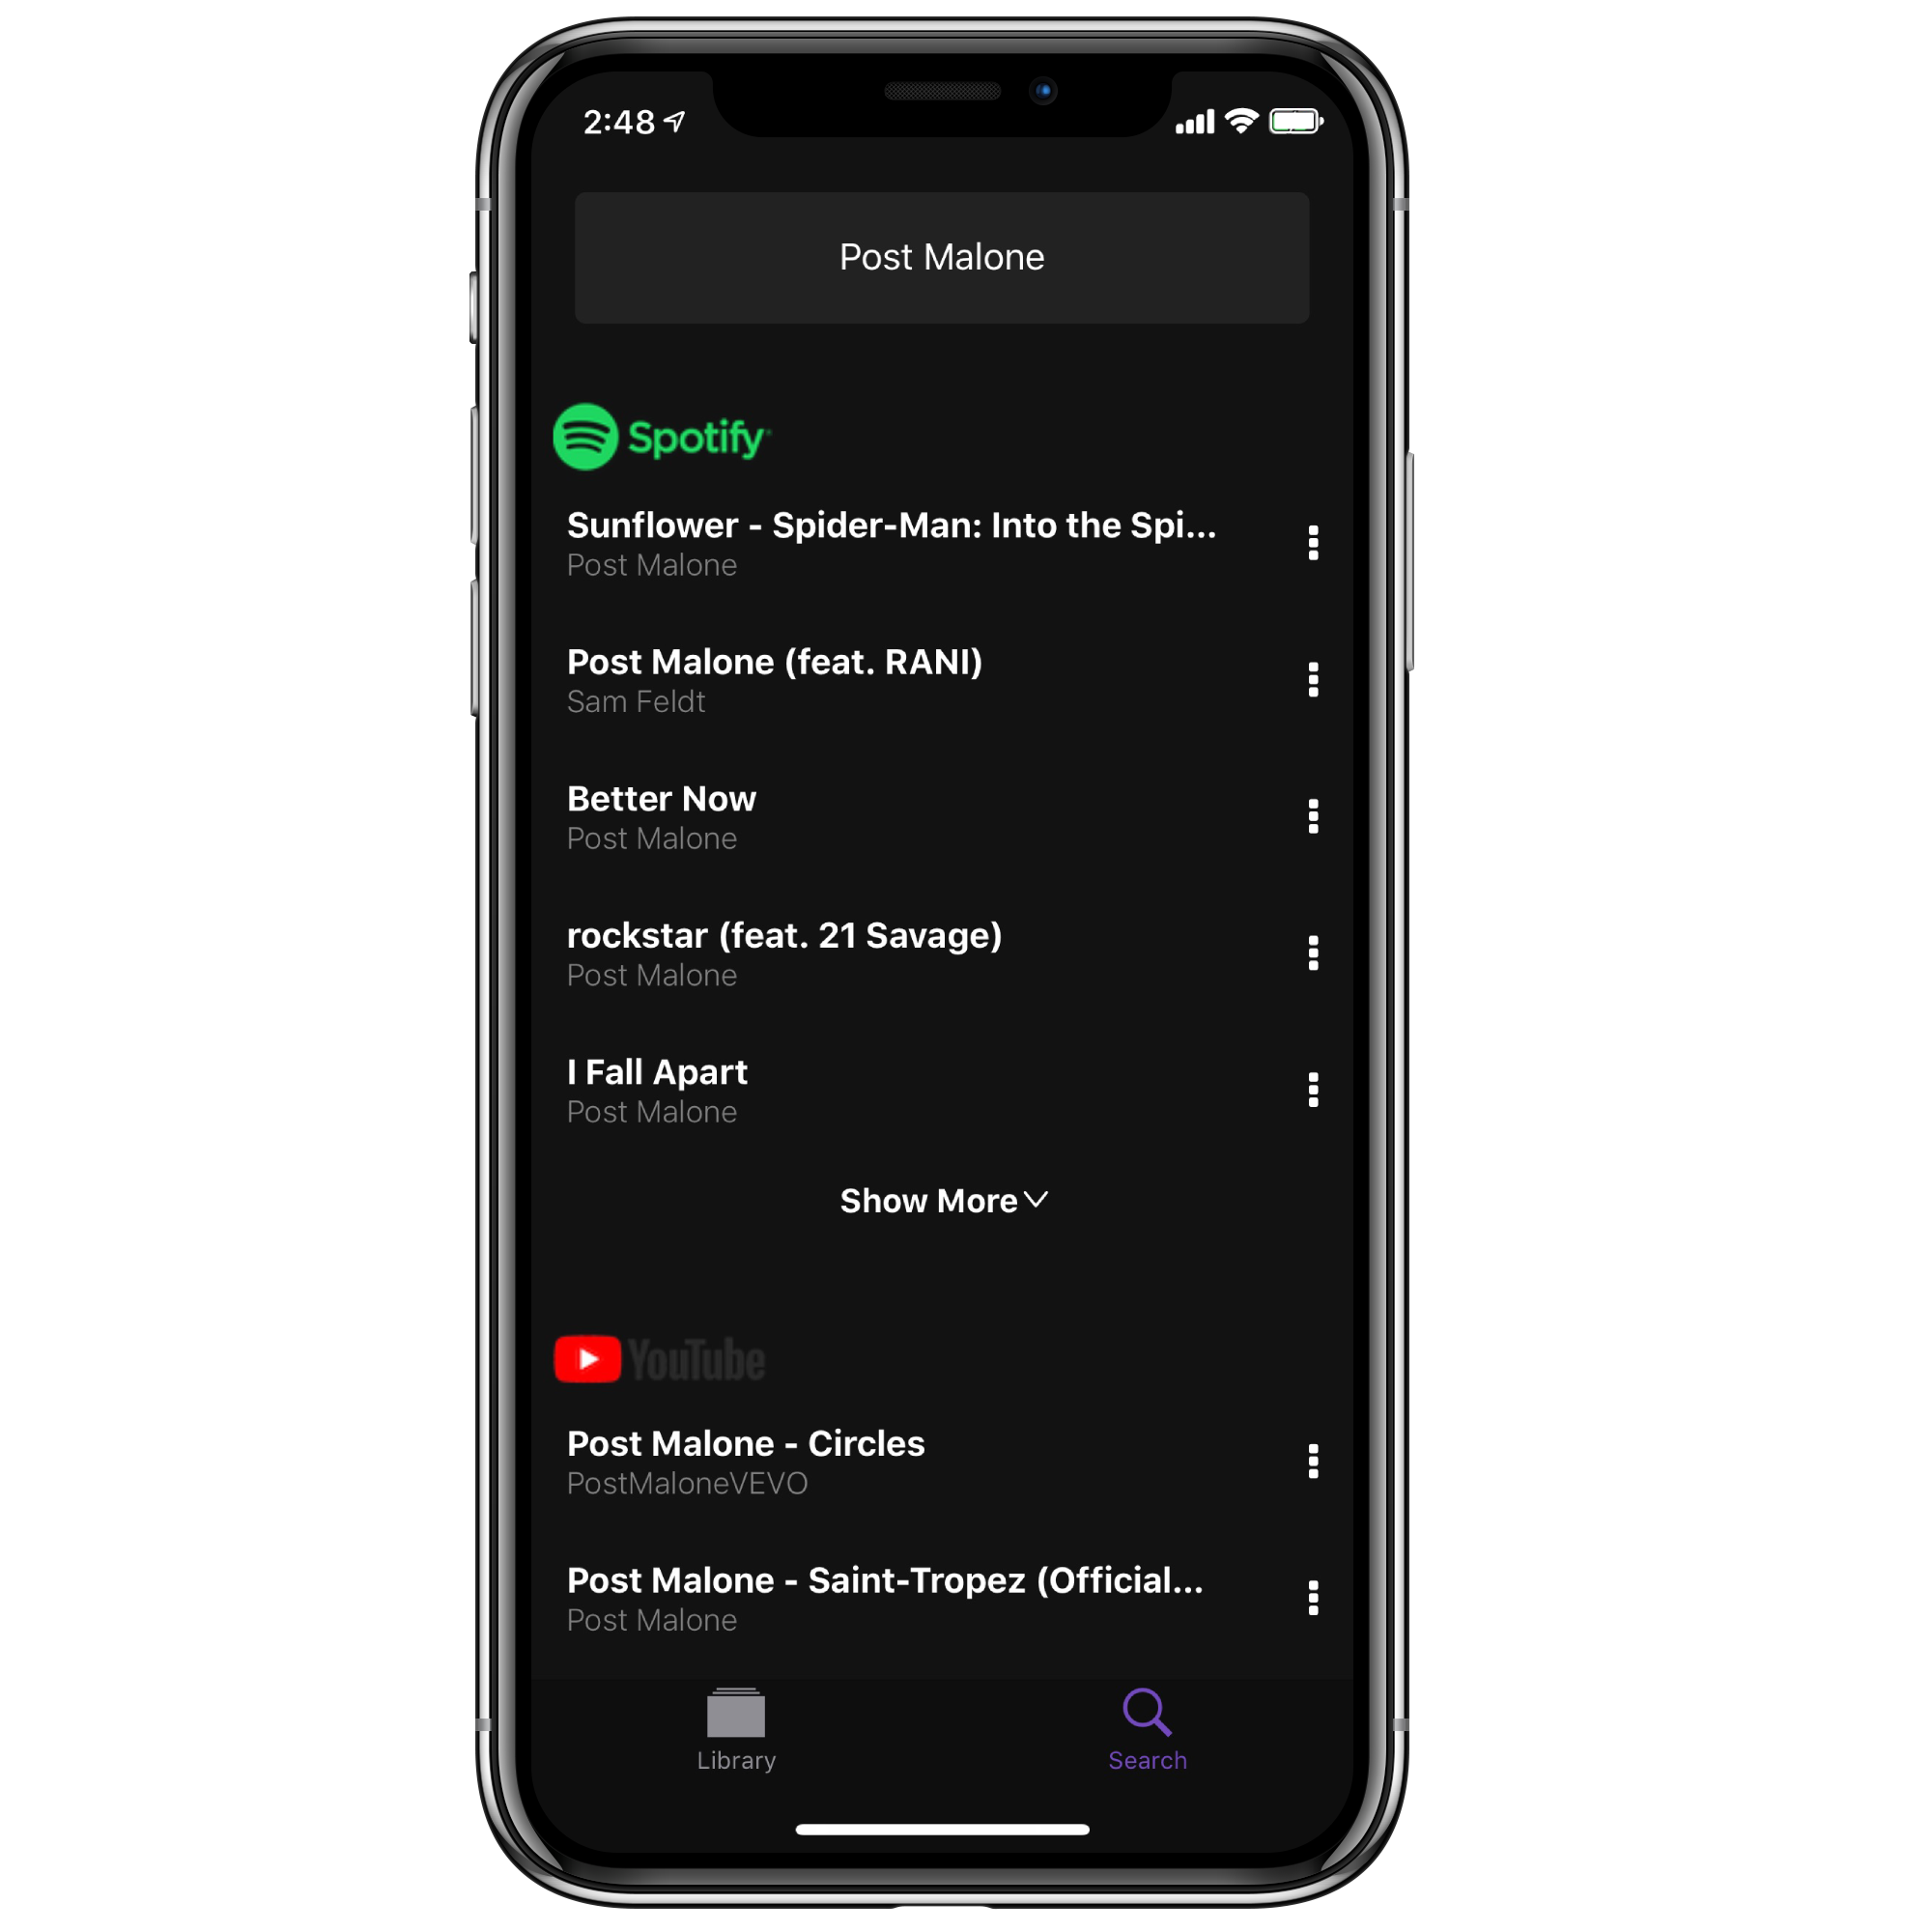 2:48
Post Malone
Spotify
Sunflower - Spider-Man: Into the Spi...
Post Malone
Post Malone (feat. RANI)
Sam Feldt
Better Now
Post Malone
rockstar (feat. 21 Savage)
Post Malone
I Fall Apart
Post Malone
Show More
YouTube
Post Malone - Circles
PostMaloneVEVO
Post Malone - Saint-Tropez (Official...
Post Malone
Library
Search